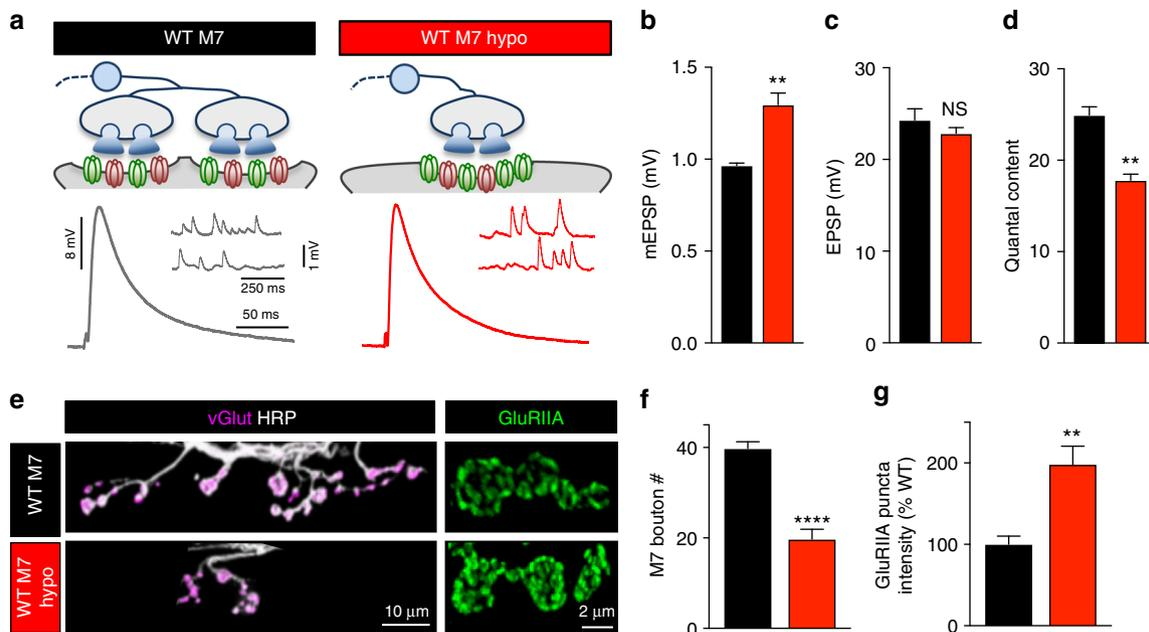 a
WT M7
WT M7 hypo
8 mV
1 mV
250 ms
50 ms
b
mEPSP (mV)
1.5
1.0
0.5
0.0
**
c
EPSP (mV)
30
20
10
0
NS
d
Quantal content
30
20
10
0
**
e
vGlut HRP
GluRIIA
WT M7
WT M7
hypo
10 μm
2 μm
f
M7 bouton #
40
20
0
****
g
GluRIIA puncta
intensity (% WT)
200
100
0
**